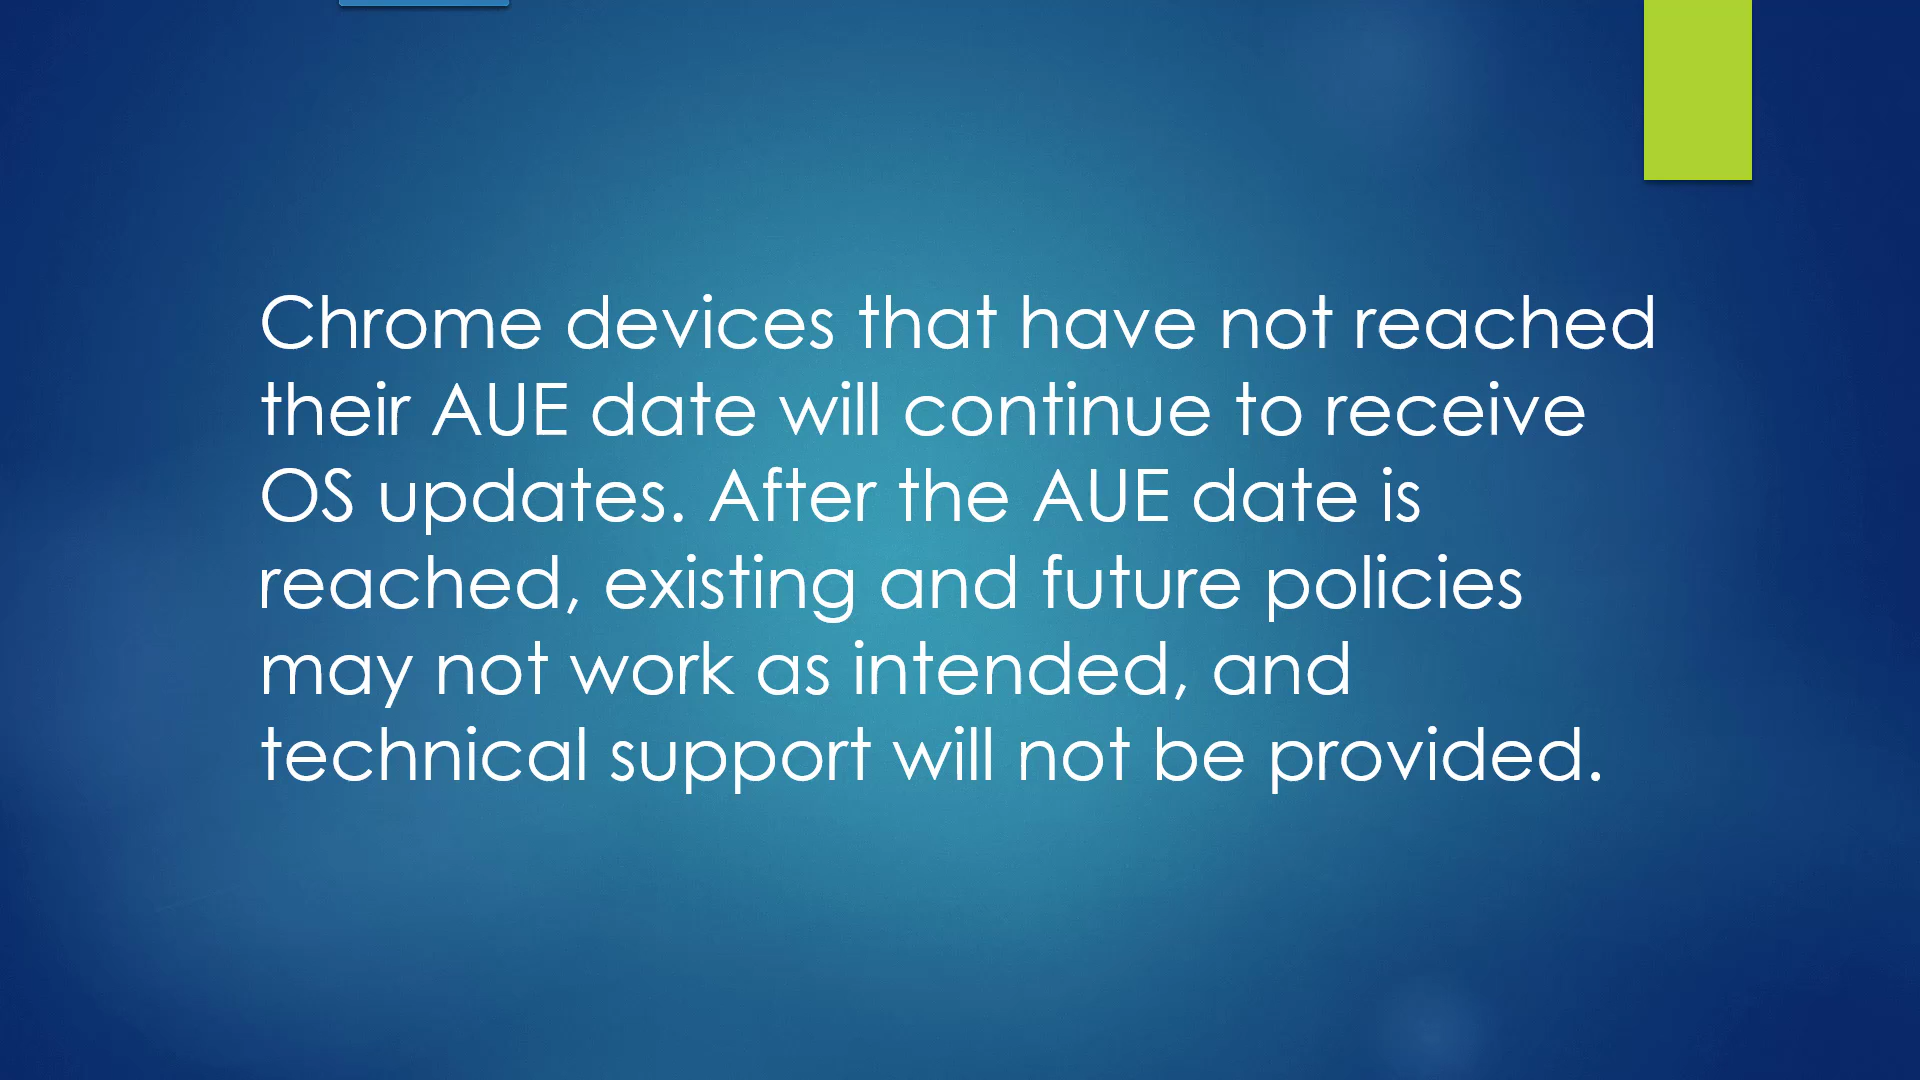 Chrome devices that have not reached
their AUE date will continue to receive
OS updates. After the AUE date is
reached, existing and future policies
may not work as intended, and
technical support will not be provided.